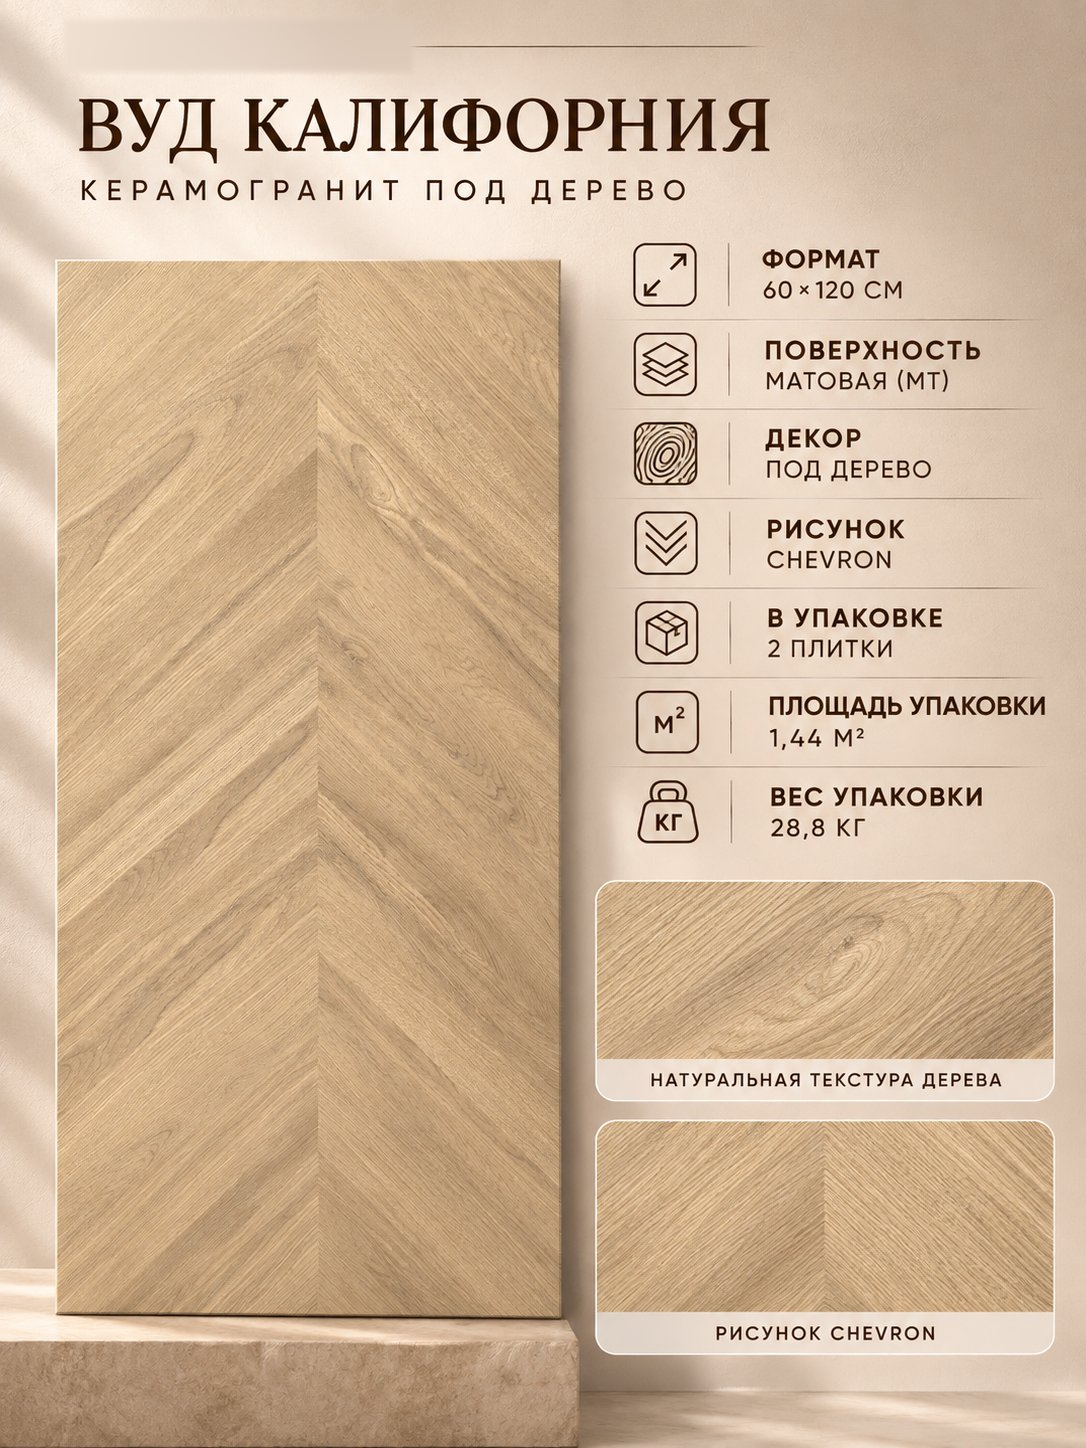 ВУД КАЛИФОРНИЯ
КЕРАМОГРАНИТ ПОД ДЕРЕВО
ФОРМАТ
60×120 СМ
ПОВЕРХНОСТЬ
МАТОВАЯ (МТ)
ДЕКОР
ПОД ДЕРЕВО
РИСУНОК
CHEVRON
В УПАКОВКЕ
2 ПЛИТКИ
М²
ПЛОЩАДЬ УПАКОВКИ
1,44 М²
КГ
ВЕС УПАКОВКИ
28,8 КГ
НАТУРАЛЬНАЯ ТЕКСТУРА ДЕРЕВА
РИСУНОК CHEVRON